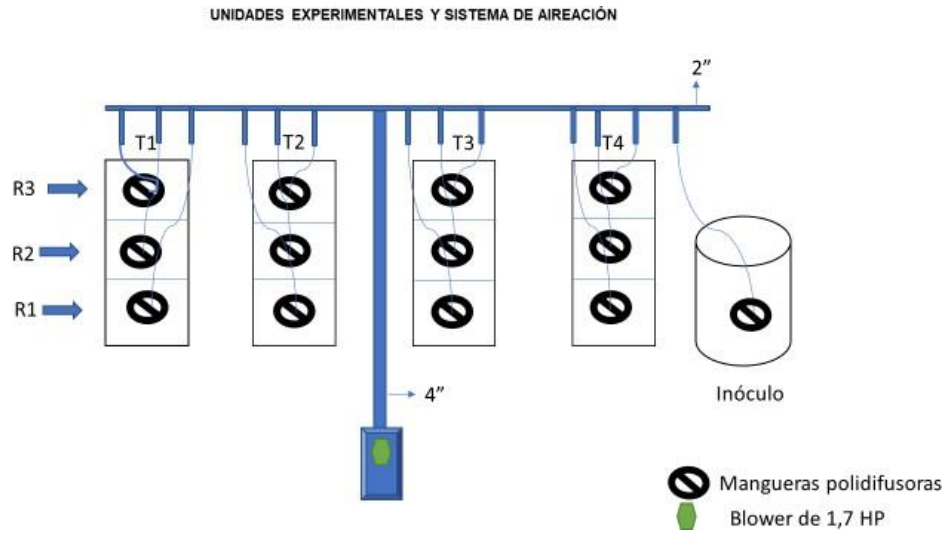 UNIDADES EXPERIMENTALES Y SISTEMA DE AIREACIÓN
2”
T1
T2
T3
T4
R3
R2
R1
4”
Inóculo
Mangueras polidifusoras
Blower de 1,7 HP